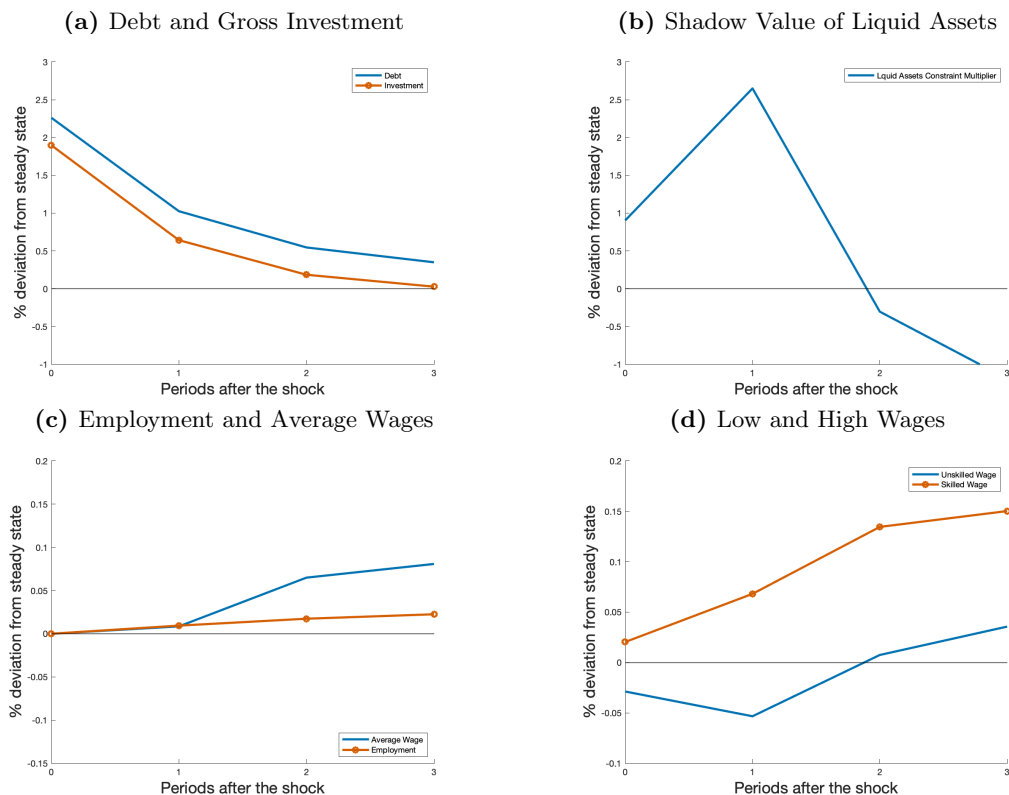 (a) Debt and Gross Investment
(b) Shadow Value of Liquid Assets
% deviation from steady state
3
2.5
2
1.5
1
0.5
0
-0.5
-1
0 1 2 3
Periods after the shock
Debt
Investment
% deviation from steady state
3
2.5
2
1.5
1
0.5
0
-0.5
-1
0 1 2 3
Periods after the shock
Lquid Assets Constraint Multiplier
(c) Employment and Average Wages
(d) Low and High Wages
% deviation from steady state
0.2
0.15
0.1
0.05
0
-0.05
-0.1
-0.15
0 1 2 3
Periods after the shock
Average Wage
Employment
% deviation from steady state
0.2
0.15
0.1
0.05
0
-0.05
-0.1
0 1 2 3
Periods after the shock
Unskilled Wage
Skilled Wage